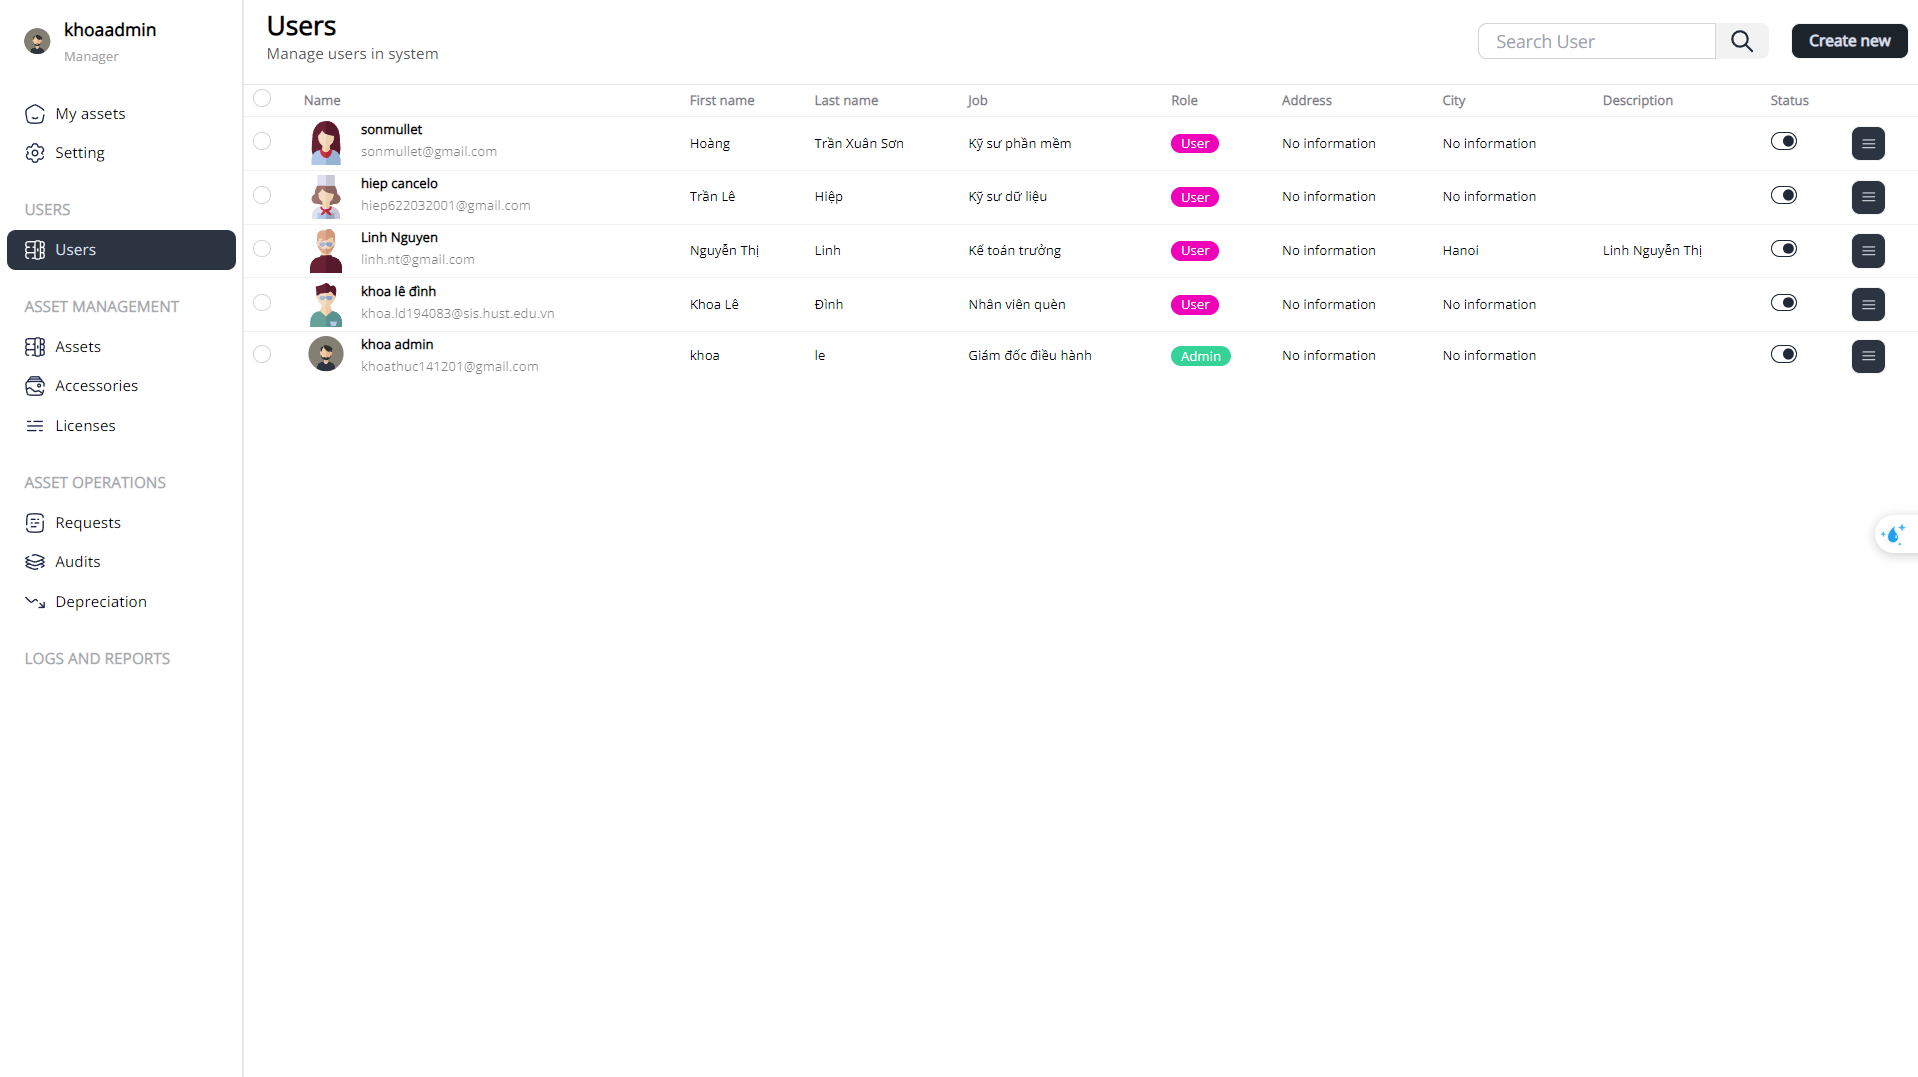 khoaadmin
Manager
My assets
Setting
USERS
Users
ASSET MANAGEMENT
Assets
Accessories
Licenses
ASSET OPERATIONS
Requests
Audits
Depreciation
LOGS AND REPORTS
Users
Manage users in system
Search User
Create new
Name First name Last name Job Role Address City Description Status
sonmullet
sonmullet@gmail.com
Hoàng Trần Xuân Sơn Kỹ sư phần mềm User No information No information
hiep cancelo
hiep622032001@gmail.com
Trần Lê Hiệp Kỹ sư dữ liệu User No information No information
Linh Nguyen
linh.nt@gmail.com
Nguyễn Thị Linh Kế toán trưởng User No information Hanoi Linh Nguyễn Thị
khoa lê đình
khoa.ld194083@sis.hust.edu.vn
Khoa Lê Đình Nhân viên quèn User No information No information
khoa admin
khoathuc141201@gmail.com
khoa le Giám đốc điều hành Admin No information No information